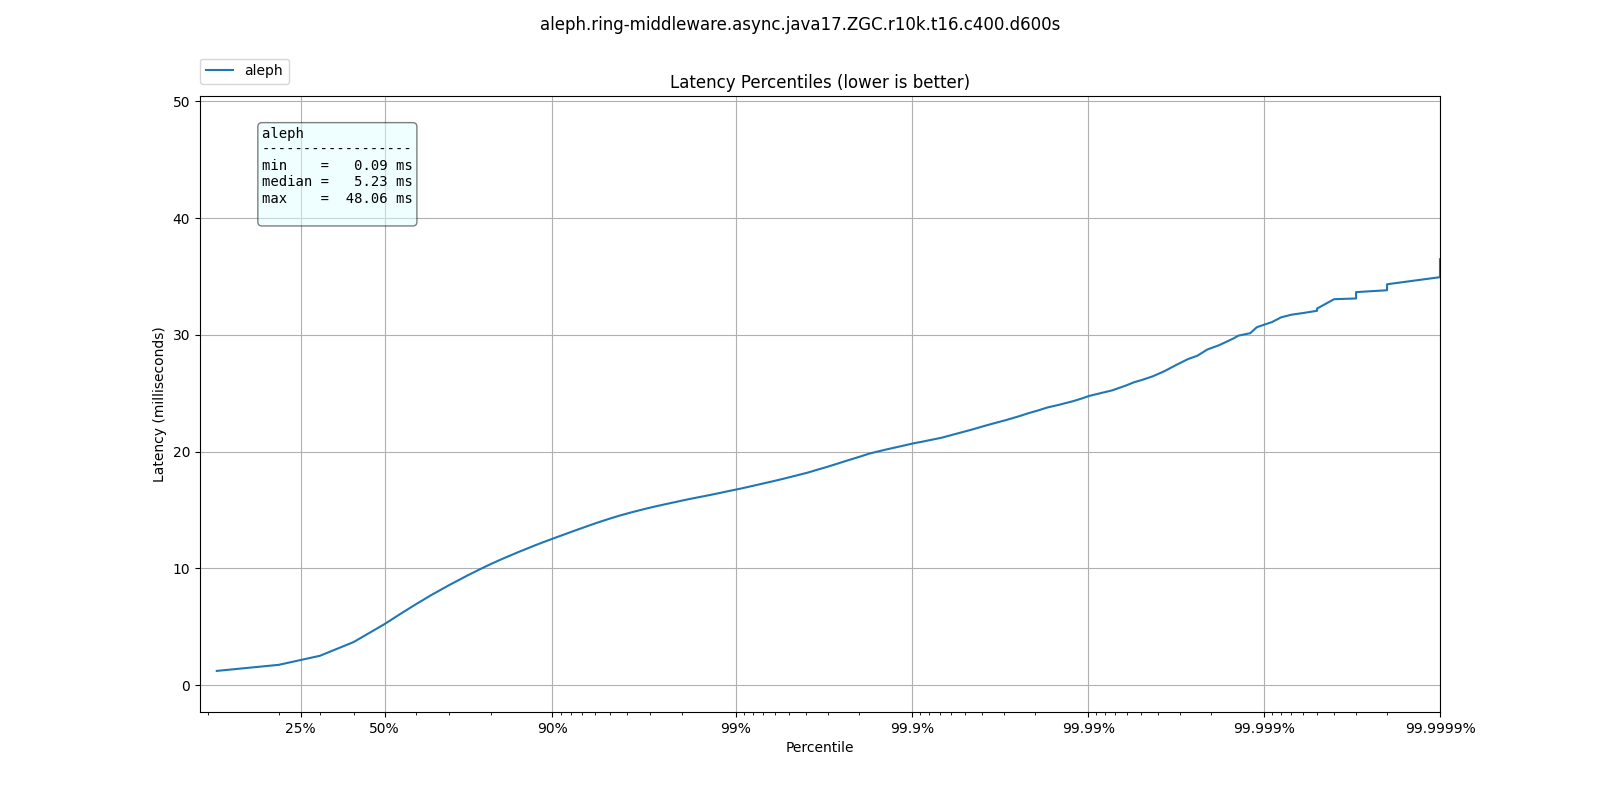 aleph.ring-middleware.async.java17.ZGC.r10k.t16.c400.d600s
aleph
Latency Percentiles (lower is better)
50
40
30
20
10
0
aleph
------------------
min    =   0.09 ms
median =   5.23 ms
max    =  48.06 ms
Latency (milliseconds)
25% 50% 90% 99% 99.9% 99.99% 99.999% 99.9999%
Percentile